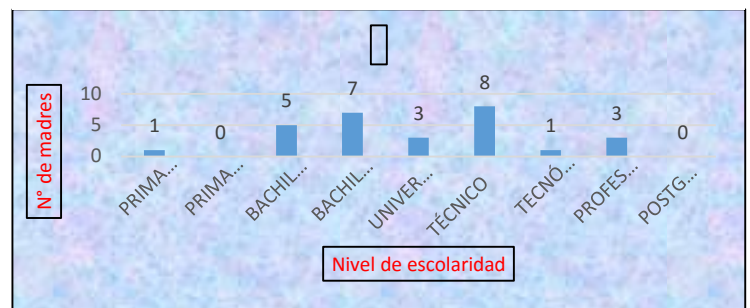 10
5
0
1
0
5
7
3
8
1
3
0
PRIMA...
PRIMA...
BACHIL...
BACHIL...
UNIVER...
TÉCNICO
TECNÓ...
PROFES...
POSTG...
N° de madres
Nivel de escolaridad